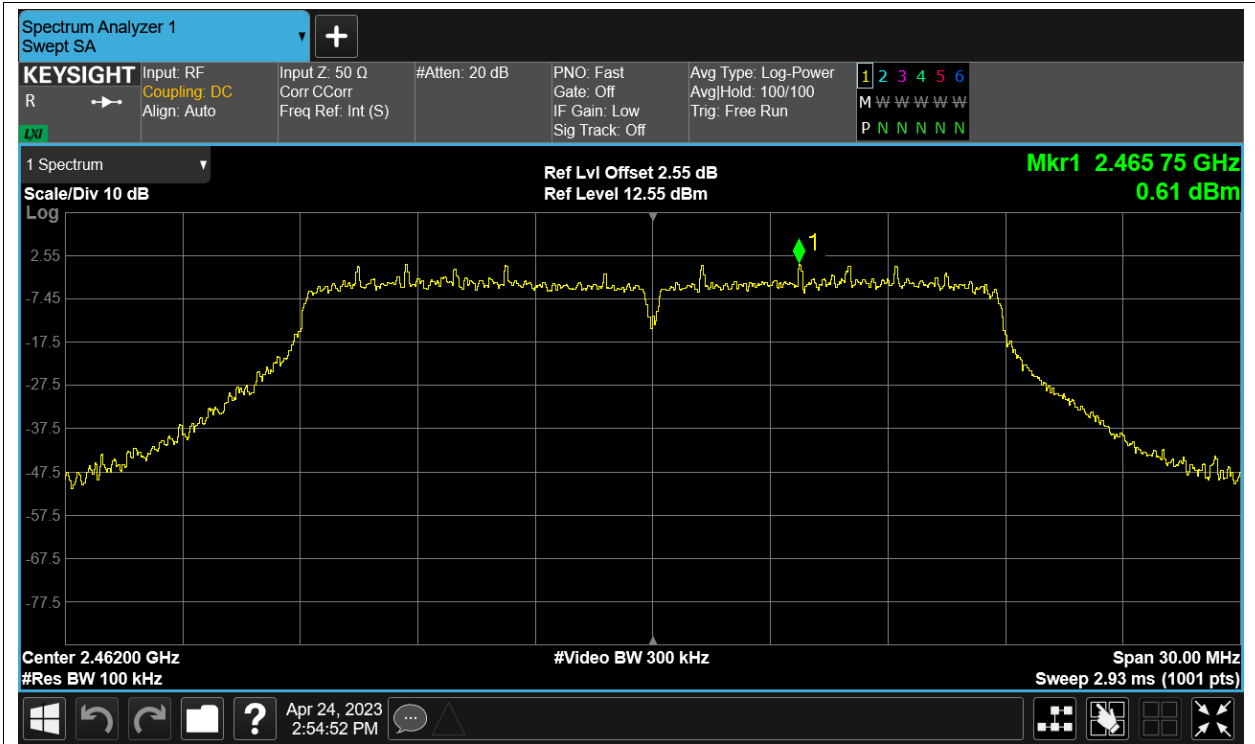 Spectrum Analyzer 1
Swept SA
KEYSIGHT
R
LXI
Input: RF
Coupling: DC
Align: Auto
Input Z: 50 Ω
Corr CCorr
Freq Ref: Int (S)
#Atten: 20 dB
PNO: Fast
Gate: Off
IF Gain: Low
Sig Track: Off
Avg Type: Log-Power
Avg|Hold: 100/100
Trig: Free Run
1 2 3 4 5 6
M W W W W W
P N N N N N
1 Spectrum
Scale/Div 10 dB
Log
Ref Lvl Offset 2.55 dB
Ref Level 12.55 dBm
Mkr1 2.465 75 GHz
0.61 dBm
1
2.55
-7.45
-17.5
-27.5
-37.5
-47.5
-57.5
-67.5
-77.5
Center 2.46200 GHz
#Res BW 100 kHz
#Video BW 300 kHz
Span 30.00 MHz
Sweep 2.93 ms (1001 pts)
?
Apr 24, 2023
2:54:52 PM